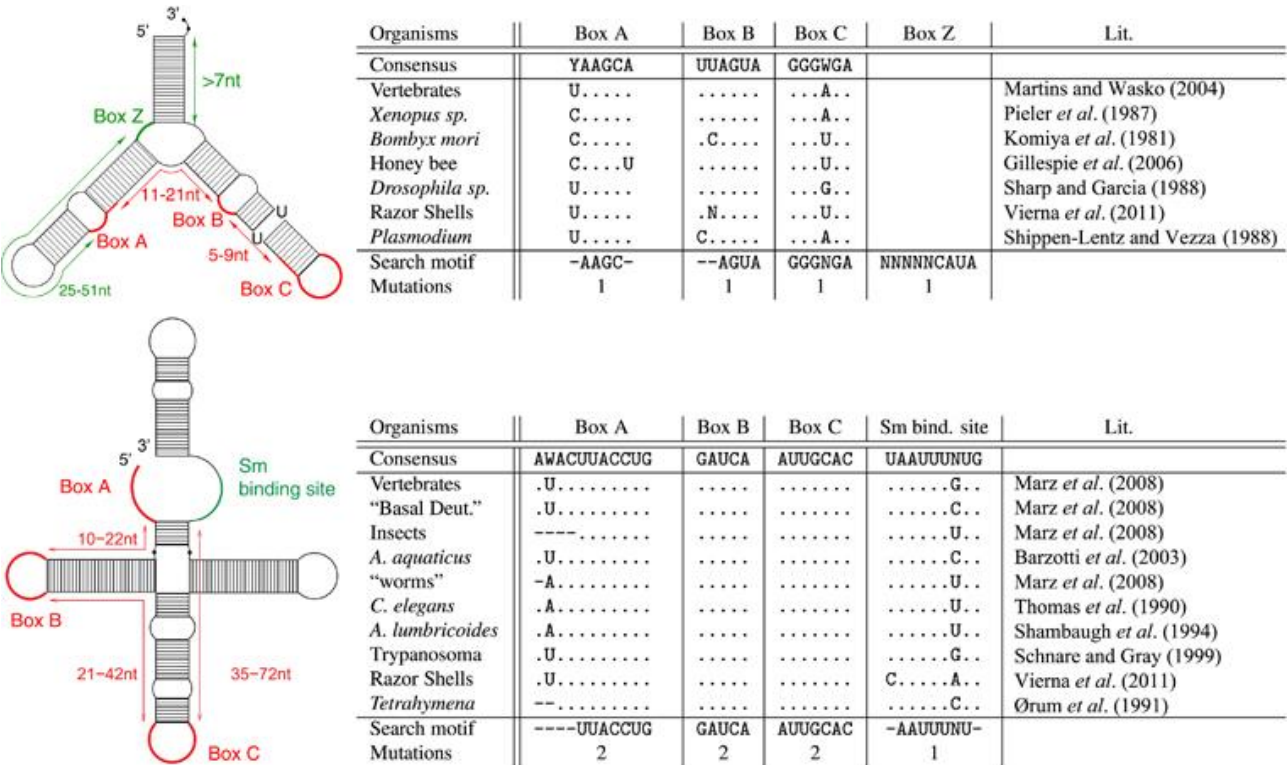 3'
5'
>7nt
Box Z
11-21nt
Box B
U
U
Box A
5-9nt
Box C
25-51nt
Organisms Box A Box B Box C Box Z Lit.
Consensus YAAGCA UUAGUA GGGWGA
Vertebrates U..... ...... ...A.. Martins and Wasko (2004)
Xenopus sp. C..... ...... ...A.. Pieler et al. (1987)
Bombyx mori C..... .C.... ...U.. Komiya et al. (1981)
Honey bee C....U ...... ...U.. Gillespie et al. (2006)
Drosophila sp. U..... ...... ...G.. Sharp and Garcia (1988)
Razor Shells U..... .N.... ...U.. Vierna et al. (2011)
Plasmodium U..... C..... ...A.. Shippen-Lentz and Vezza (1988)
Search motif -AAGC- --AGUA GGGNGA NNNNNCAUA
Mutations 1 1 1 1
3'
5'
Box A
Sm
binding site
10-22nt
Box B
21-42nt
35-72nt
Box C
Organisms Box A Box B Box C Sm bind. site Lit.
Consensus AWACUUACCUG GAUCA AUUGCAC UAAUUUNUG
Vertebrates .U......... ..... ....... ......G.. Marz et al. (2008)
"Basal Deut." .U......... ..... ....... ......C.. Marz et al. (2008)
Insects ----....... ..... ....... ......U.. Marz et al. (2008)
A. aquaticus .U......... ..... ....... ......C.. Barzotti et al. (2003)
"worms" -A......... ..... ....... ......U.. Marz et al. (2008)
C. elegans .A......... ..... ....... ......U.. Thomas et al. (1990)
A. lumbricoides .A......... ..... ....... ......U.. Shambaugh et al. (1994)
Trypanosoma .U......... ..... ....... ......G.. Schnare and Gray (1999)
Razor Shells .U......... ..... ....... C.....A.. Vierna et al. (2011)
Tetrahymena --......... ..... ....... ......C.. Ørum et al. (1991)
Search motif ----UUACCUG GAUCA AUUGCAC -AAUUUNU-
Mutations 2 2 2 1